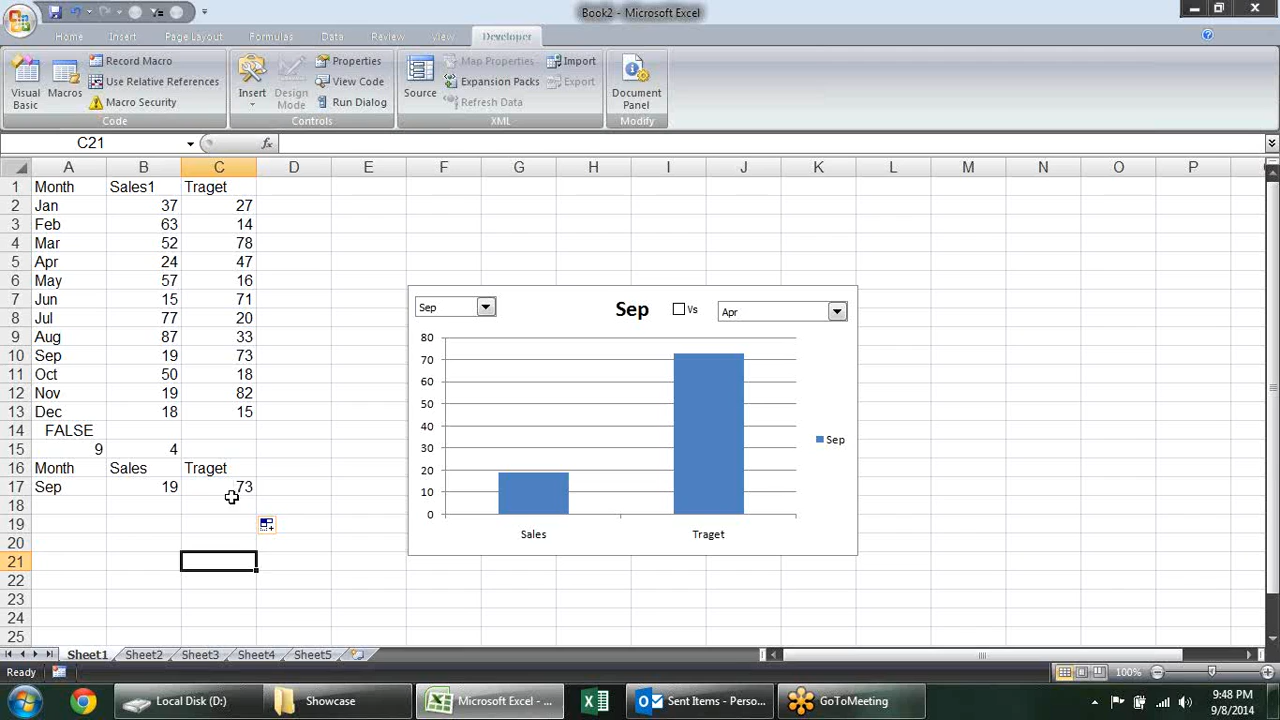 Book2 - Microsoft Excel
Home Insert Page Layout Formulas Data Review View Developer
Visual Basic
Macros
Record Macro
Use Relative References
Macro Security
Code
Insert
Design Mode
Properties
View Code
Run Dialog
Controls
Source
Map Properties
Expansion Packs
Refresh Data
Import
Export
XML
Document Panel
Modify
C21 fx
A B C D E F G H I J K L M N O P
1 Month Sales1 Traget
2 Jan 37 27
3 Feb 63 14
4 Mar 52 78
5 Apr 24 47
6 May 57 16
7 Jun 15 71
8 Jul 77 20
9 Aug 87 33
10 Sep 19 73
11 Oct 50 18
12 Nov 19 82
13 Dec 18 15
14 FALSE
15 9 4
16 Month Sales Traget
17 Sep 19 73
18
19
20
21
22
23
24
25
Sep Sep Vs Apr
80
70
60
50
40
30
20
10
0
Sales Traget
Sep
Sheet1 Sheet2 Sheet3 Sheet4 Sheet5
Ready 100%
Local Disk (D:) Showcase Microsoft Excel - ... Sent Items - Perso... GoToMeeting
9:48 PM
9/8/2014